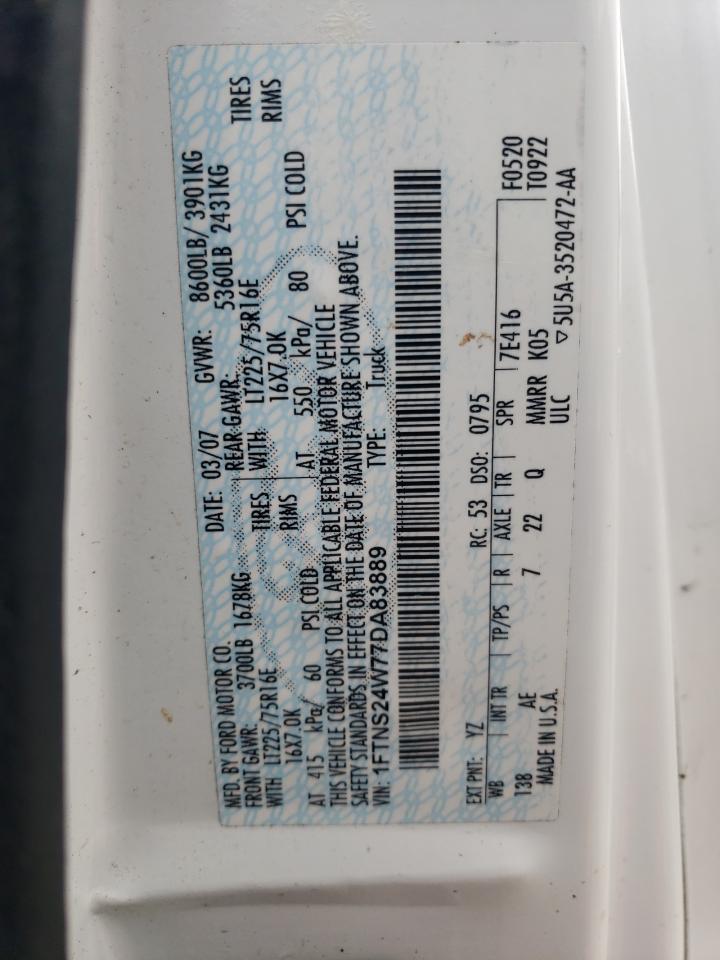 MFD. BY FORD MOTOR CO. DATE: 03/07 GVWR: 8600LB/ 3901KG
FRONT GAWR: 3700LB 1678KG REAR GAWR: 5360LB 2431KG
WITH LT225/75R16E TIRES WITH LT225/75R16E TIRES
16X7.0K RIMS 16X7.0K RIMS
AT 415 kPa/ 60 PSI COLD AT 550 kPa/ 80 PSI COLD
THIS VEHICLE CONFORMS TO ALL APPLICABLE FEDERAL MOTOR VEHICLE
SAFETY STANDARDS IN EFFECT ON THE DATE OF MANUFACTURE SHOWN ABOVE.
VIN: 1FTNS24W77DA83889 TYPE: Truck
EXT PNT: YZ RC: 53 DSO: 0795
WB INT TR TP/PS R AXLE TR SPR 7E416 F0520
138 AE 7 22 Q MMRR K05 T0922
MADE IN U.S.A. ULC ▽5U5A-3520472-AA